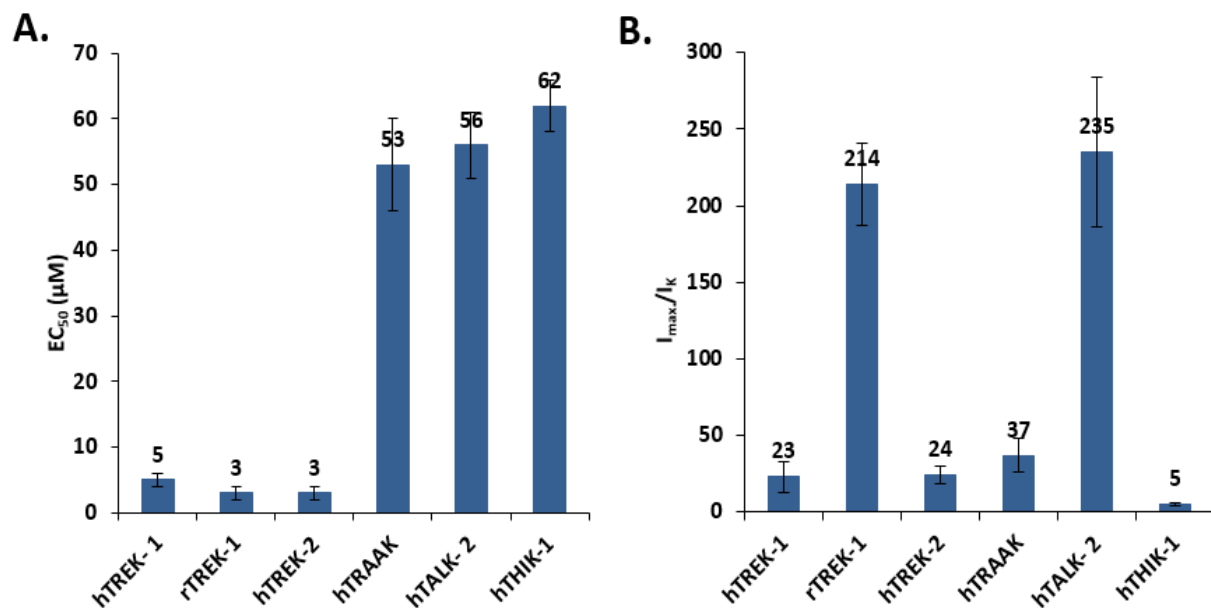 A.
70
60
50
40
30
20
10
0
EC50 (µM)
5
3
3
53
56
62
hTREK- 1
rTREK-1
hTREK-2
hTRAAK
hTALK- 2
hTHIK-1
B.
300
250
200
150
100
50
0
Imax./IK
23
214
24
37
235
5
hTREK-1
rTREK-1
hTREK-2
hTRAAK
hTALK- 2
hTHIK-1